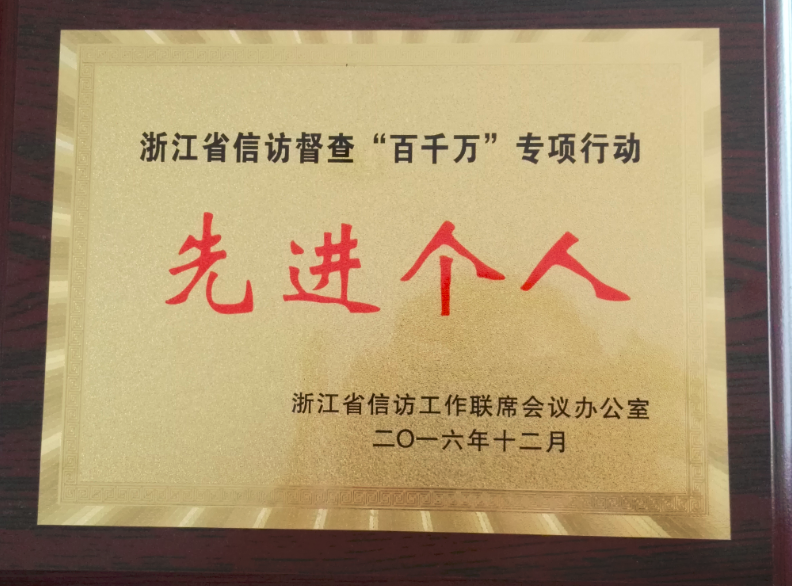 浙江省信访督查“百千万”专项行动
先进个人
浙江省信访工作联席会议办公室
二〇一六年十二月